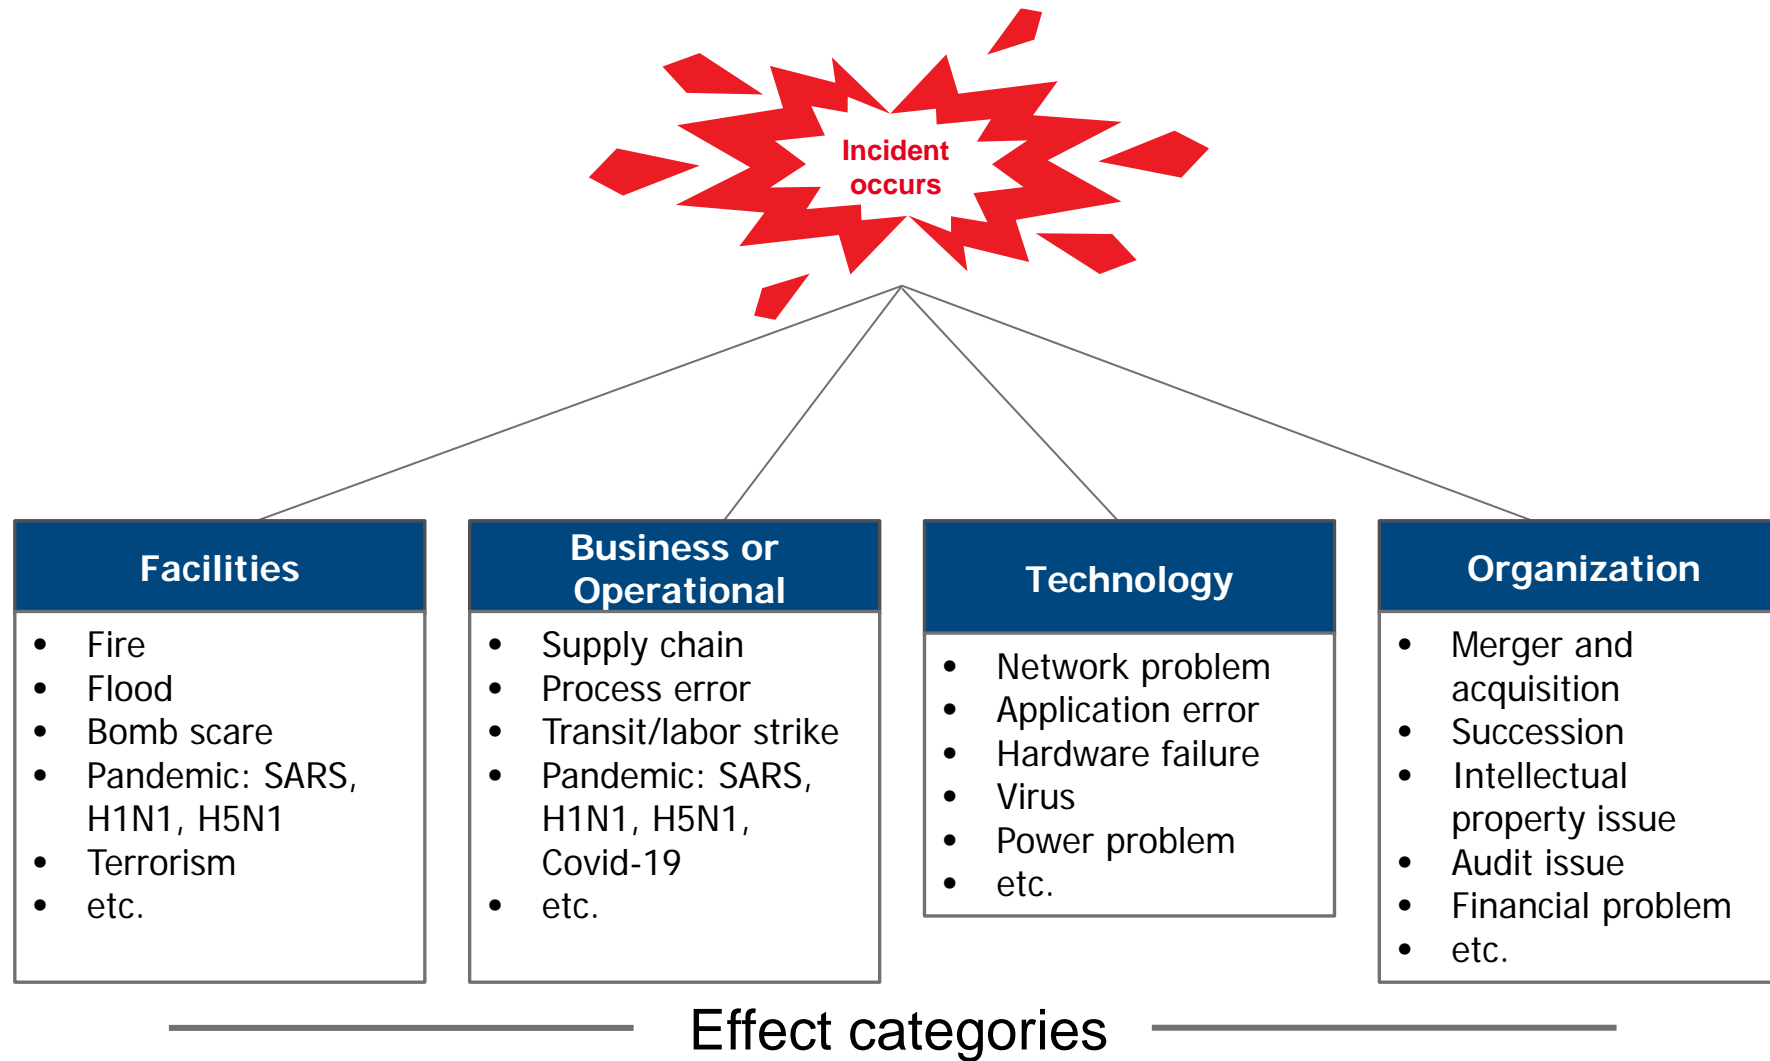 Incident
occurs
Facilities
• Fire
• Flood
• Bomb scare
• Pandemic: SARS,
H1N1, H5N1
• Terrorism
• etc.
Business or
Operational
• Supply chain
• Process error
• Transit/labor strike
• Pandemic: SARS,
H1N1, H5N1,
Covid-19
• etc.
Technology
• Network problem
• Application error
• Hardware failure
• Virus
• Power problem
• etc.
Organization
• Merger and
acquisition
• Succession
• Intellectual
property issue
• Audit issue
• Financial problem
• etc.
Effect categories